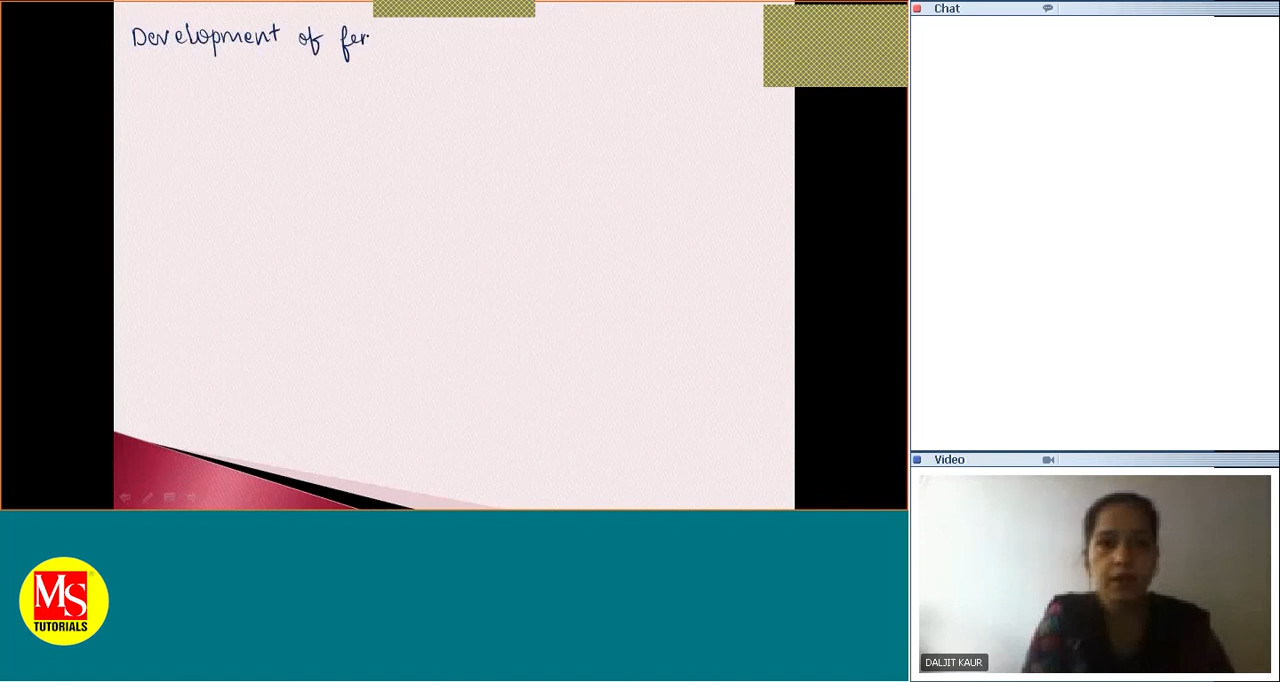 Chat
Development of fer
Video
MS
TUTORIALS
DALJIT KAUR